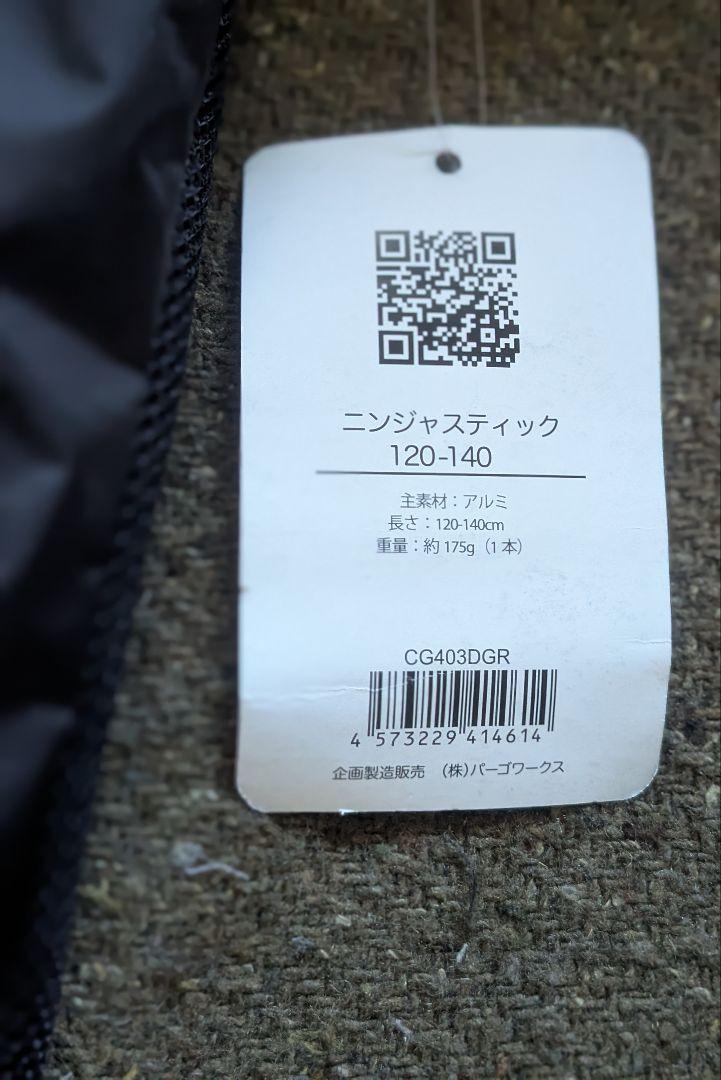 ニンジャスティック
120-140
主素材：アルミ
長さ：120-140cm
重量：約 175g（1 本）
CG403DGR
4 573229 414614
企画製造販売 （株）パーゴワークス